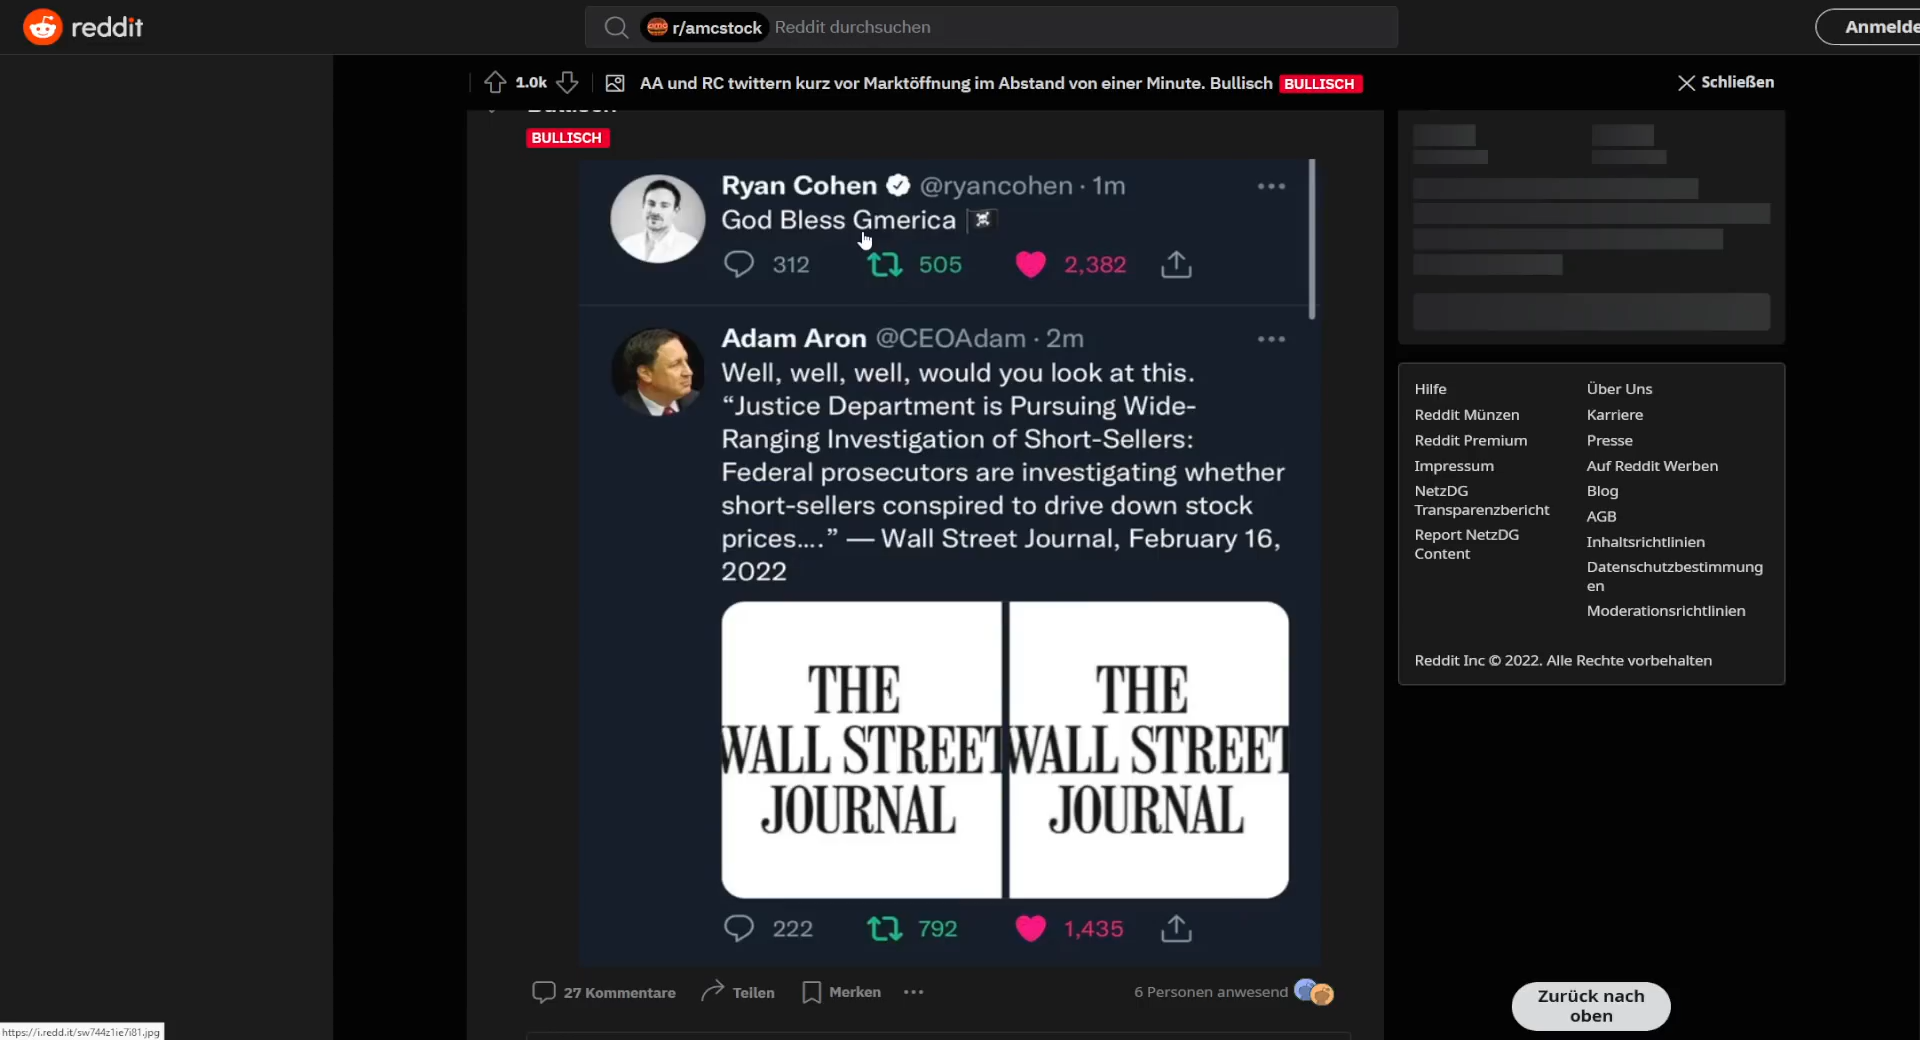 reddit
r/amcstock Reddit durchsuchen
Anmelde
1.0k AA und RC twittern kurz vor Marktöffnung im Abstand von einer Minute. Bullisch BULLISCH
Schließen
BULLISCH
Ryan Cohen @ryancohen · 1m
God Bless Gmerica 🏴‍☠️
312 505 2,382
Adam Aron @CEOAdam · 2m
Well, well, well, would you look at this.
“Justice Department is Pursuing Wide-
Ranging Investigation of Short-Sellers:
Federal prosecutors are investigating whether
short-sellers conspired to drive down stock
prices….” — Wall Street Journal, February 16,
2022
THE
WALL STREET
JOURNAL
THE
WALL STREET
JOURNAL
222 792 1,435
27 Kommentare Teilen Merken
6 Personen anwesend
Hilfe
Reddit Münzen
Reddit Premium
Impressum
NetzDG
Transparenzbericht
Report NetzDG
Content
Über Uns
Karriere
Presse
Auf Reddit Werben
Blog
AGB
Inhaltsrichtlinien
Datenschutzbestimmung
en
Moderationsrichtlinien
Reddit Inc © 2022. Alle Rechte vorbehalten
Zurück nach
oben
https://i.redd.it/sw744z1ie7i81.jpg